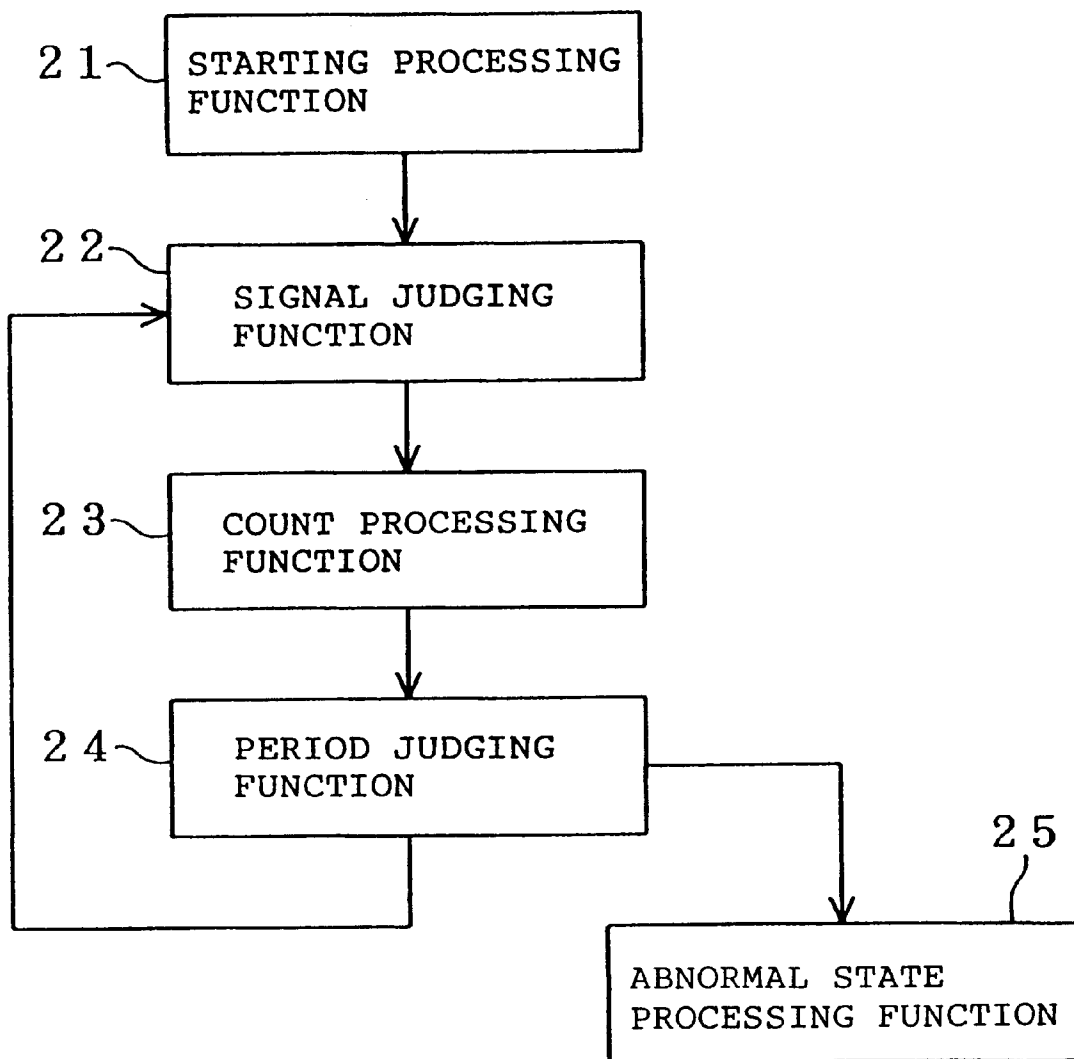 21
STARTING PROCESSING
FUNCTION
22
SIGNAL JUDGING
FUNCTION
23
COUNT PROCESSING
FUNCTION
24
PERIOD JUDGING
FUNCTION
25
ABNORMAL STATE
PROCESSING FUNCTION